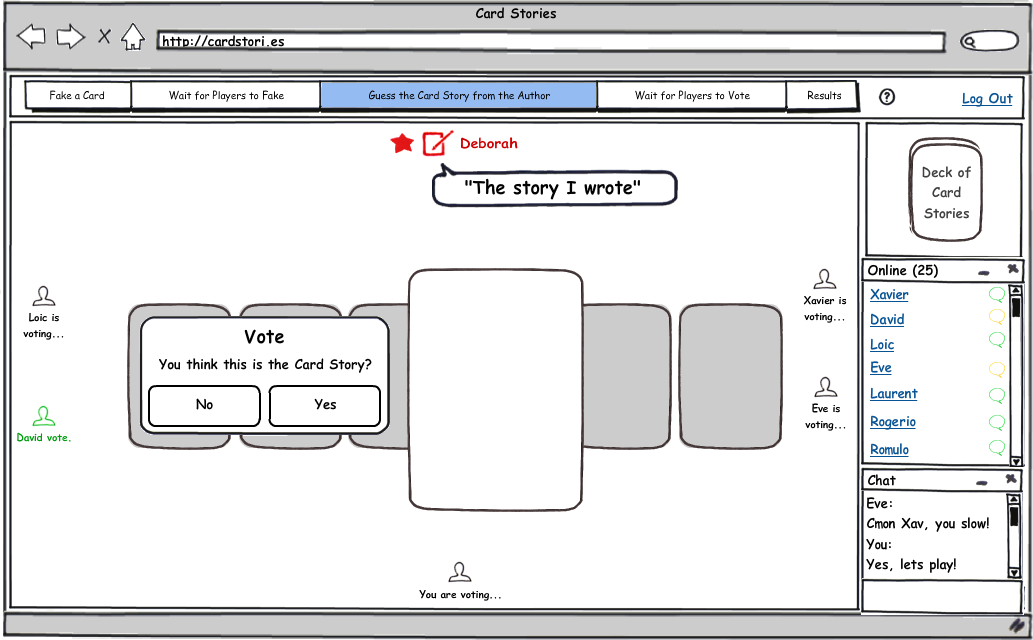 Card Stories
http://cardstori.es
Fake a Card
Wait for Players to Fake
Guess the Card Story from the Author
Wait for Players to Vote
Results
?
Log Out
Deborah
"The story I wrote"
Deck of
Card
Stories
Loic is
voting...
David vote.
Vote
You think this is the Card Story?
No
Yes
Xavier is
voting...
Eve is
voting...
You are voting...
Online (25)
Xavier
David
Loic
Eve
Laurent
Rogerio
Romulo
Chat
Eve:
Cmon Xav, you slow!
You:
Yes, lets play!